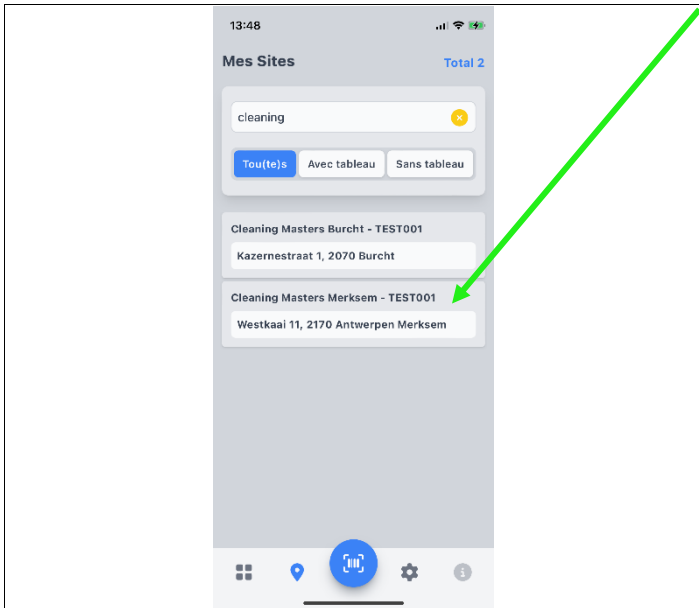 13:48
Mes Sites
Total 2
cleaning
Tou(te)s
Avec tableau
Sans tableau
Cleaning Masters Burcht - TEST001
Kazernestraat 1, 2070 Burcht
Cleaning Masters Merksem - TEST001
Westkaai 11, 2170 Antwerpen Merksem